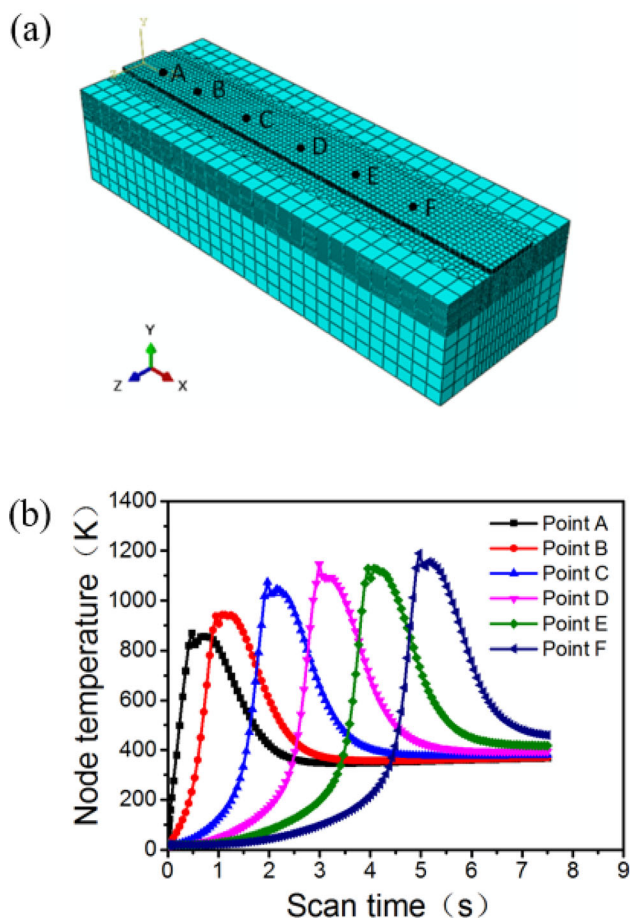 (a)
Y
Z
A
B
C
D
E
F
Y
Z
X
(b)
Node temperature（K）
1400
1200
1000
800
600
400
200
0
Point A
Point B
Point C
Point D
Point E
Point F
0 1 2 3 4 5 6 7 8 9
Scan time（s）